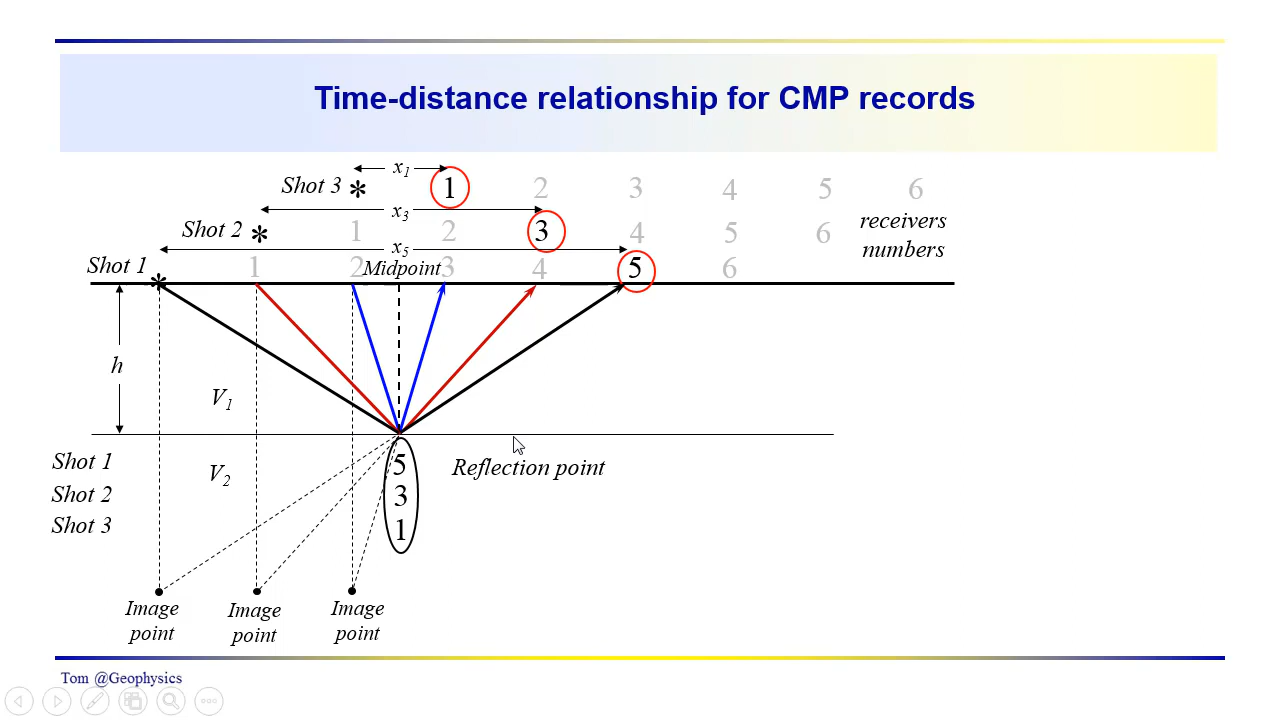 Time-distance relationship for CMP records
x1
Shot 3 * 1 2 3 4 5 6
x3
Shot 2 * 1 2 3 4 5 6
receivers
numbers
x5
Shot 1 * 1 2 Midpoint 3 4 5 6
h
V1
Shot 1 5
V2
Reflection point
Shot 2 3
Shot 3 1
Image
point
Image
point
Image
point
Tom @Geophysics